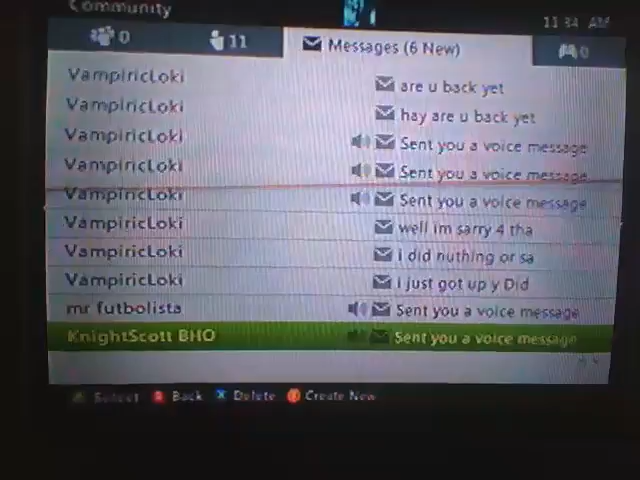 Community
11:34 AM
0
11
Messages (6 New)
0
VampiricLoki are u back yet
VampiricLoki hay are u back yet
VampiricLoki Sent you a voice message
VampiricLoki Sent you a voice message
VampiricLoki Sent you a voice message
VampiricLoki well im sarry 4 tha
VampiricLoki i did nuthing or sa
VampiricLoki i just got up y Did
mr futbolista Sent you a voice message
KnightScott BHO Sent you a voice message
A Select B Back X Delete Y Create New